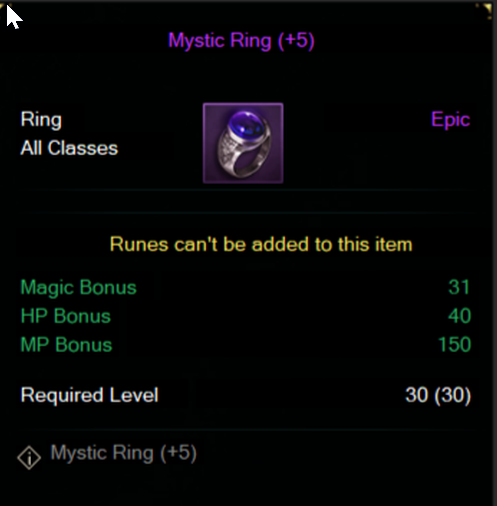 Mystic Ring (+5)
Ring Epic
All Classes
Runes can't be added to this item
Magic Bonus 31
HP Bonus 40
MP Bonus 150
Required Level 30 (30)
Mystic Ring (+5)